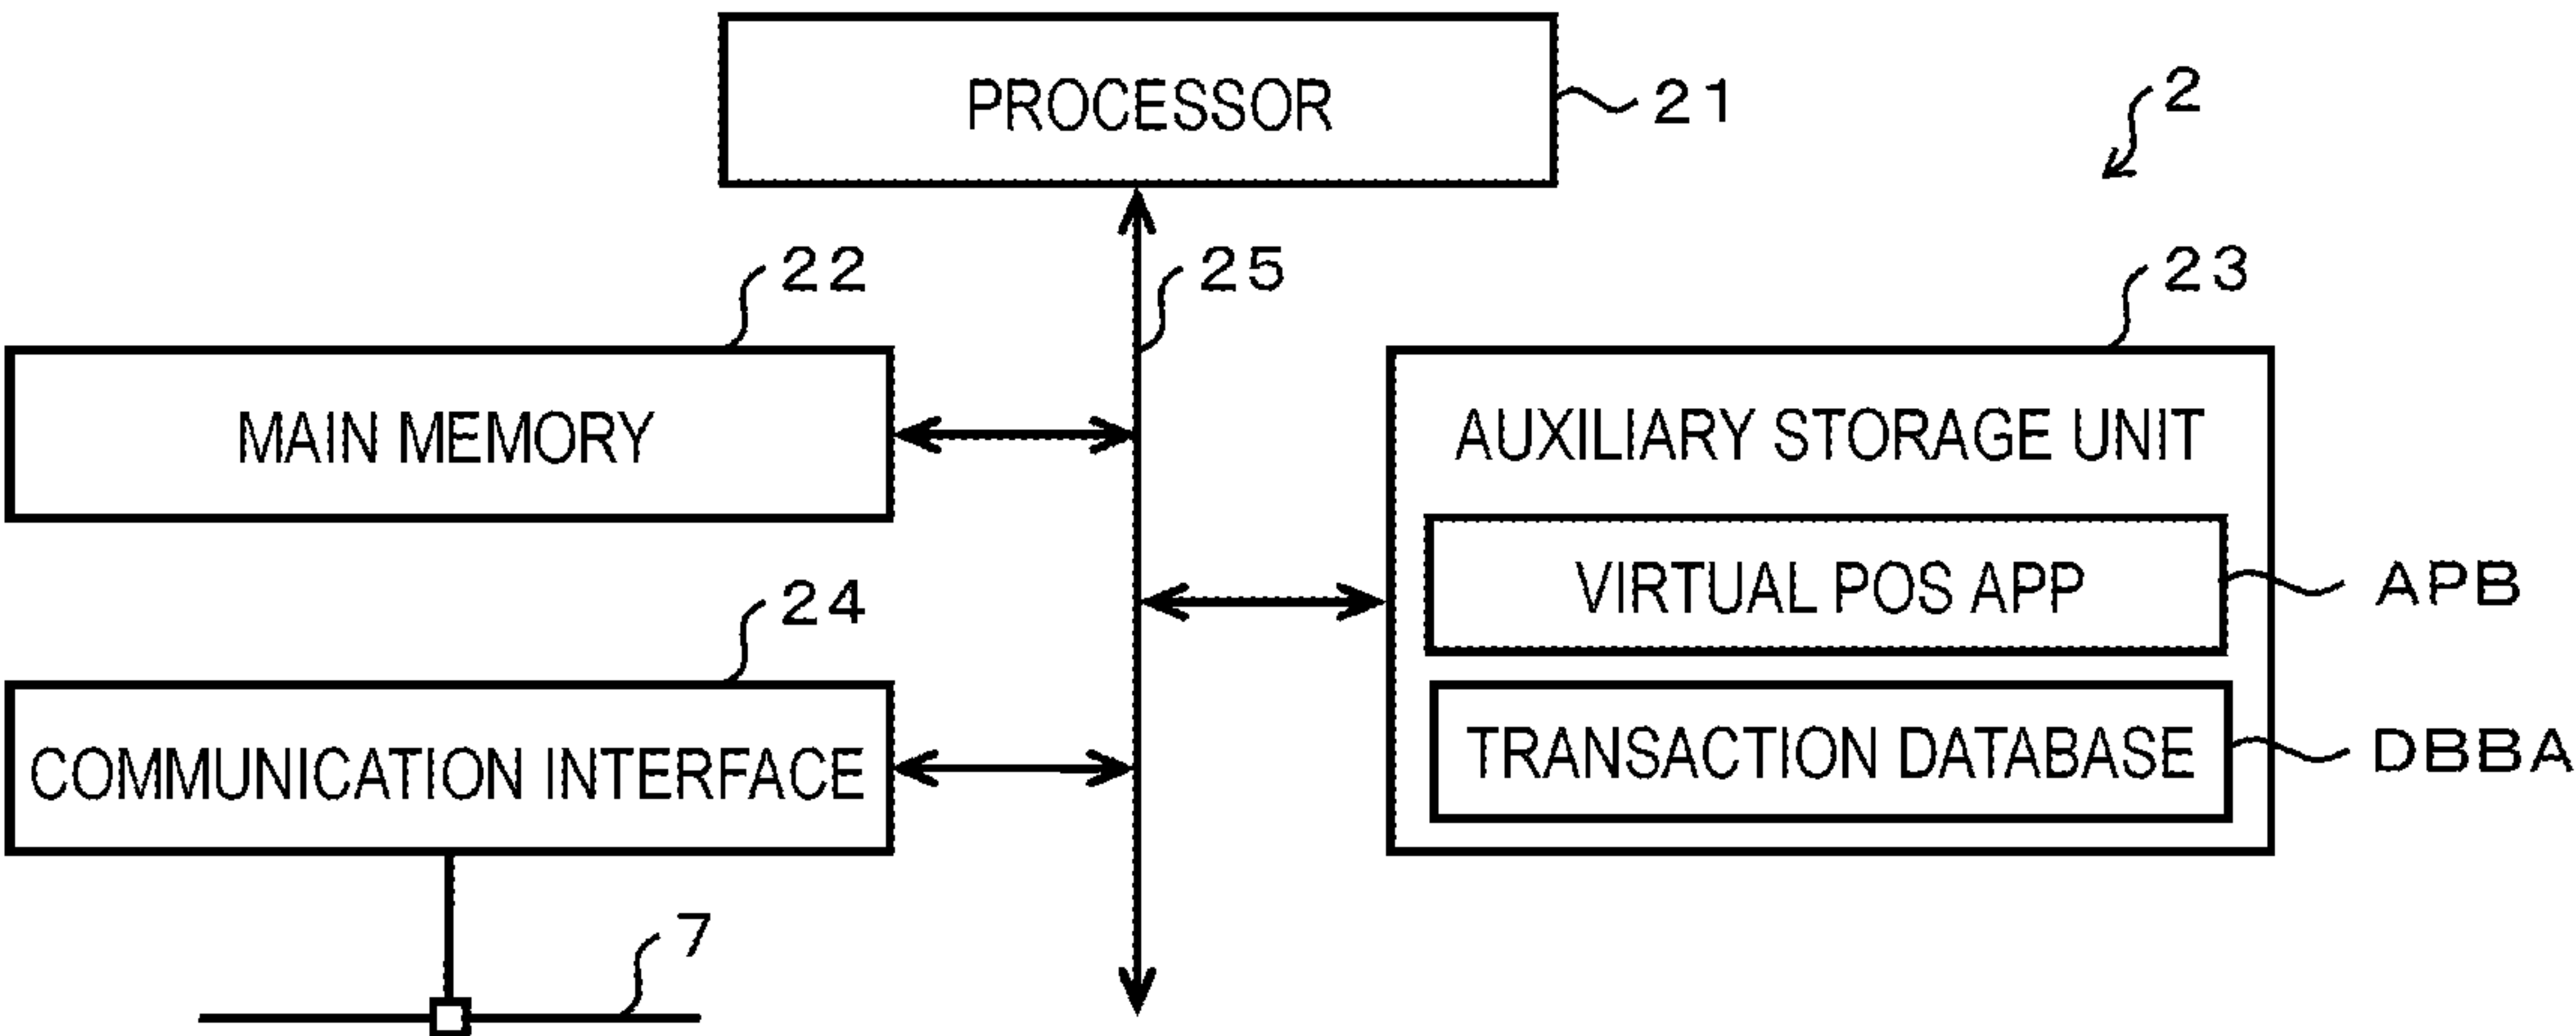 PROCESSOR
21
2
22
25
23
MAIN MEMORY
AUXILIARY STORAGE UNIT
VIRTUAL POS APP
APB
24
COMMUNICATION INTERFACE
TRANSACTION DATABASE
DBBA
7